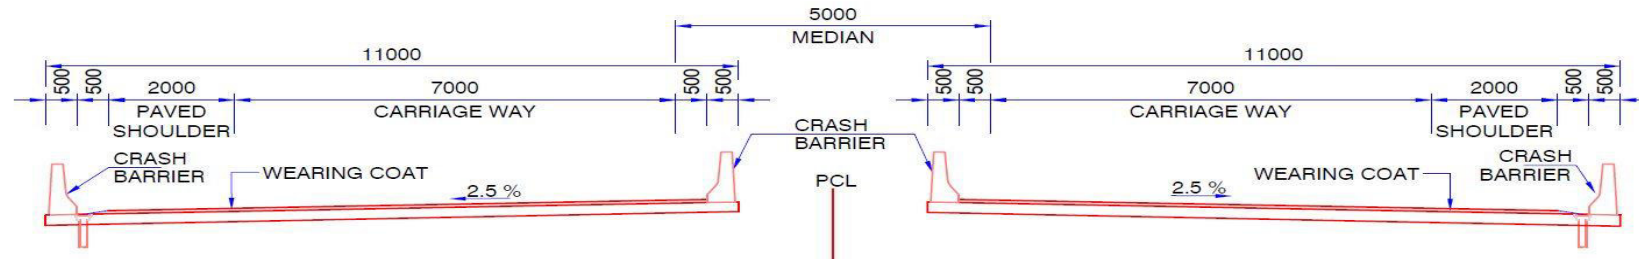 5000
MEDIAN
11000
11000
500
500
2000
7000
500
500
500
500
7000
2000
500
500
PAVED
SHOULDER
CARRIAGE WAY
CARRIAGE WAY
PAVED
SHOULDER
CRASH
BARRIER
CRASH
BARRIER
CRASH
BARRIER
WEARING COAT
WEARING COAT
2.5 %
PCL
2.5 %